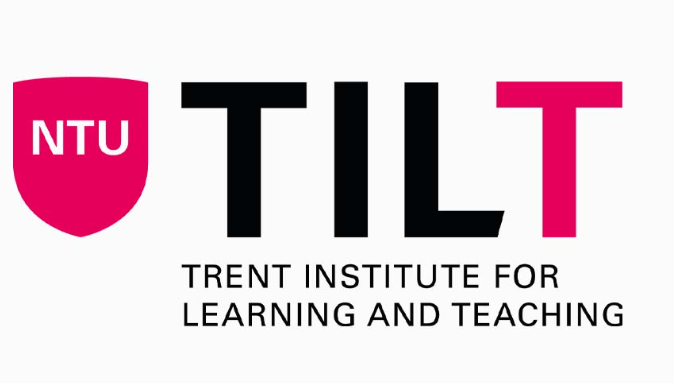 NTU
TILT
TRENT INSTITUTE FOR
LEARNING AND TEACHING